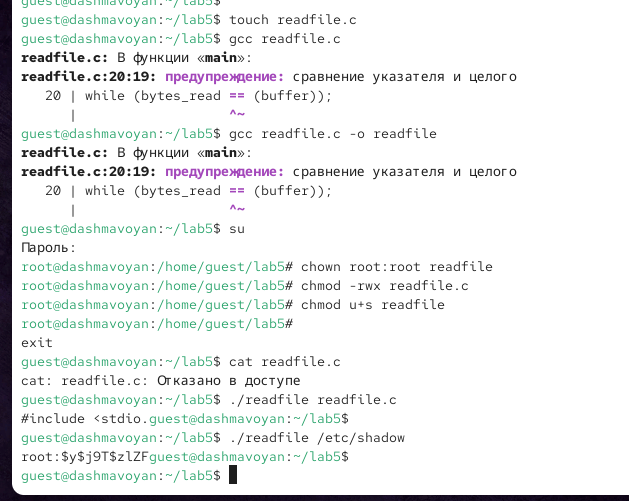 guest@dashmavoyan:~/lab5$
guest@dashmavoyan:~/lab5$ touch readfile.c
guest@dashmavoyan:~/lab5$ gcc readfile.c
readfile.c: В функции «main»:
readfile.c:20:19: предупреждение: сравнение указателя и целого
   20 | while (bytes_read == (buffer));
      |                   ^~
guest@dashmavoyan:~/lab5$ gcc readfile.c -o readfile
readfile.c: В функции «main»:
readfile.c:20:19: предупреждение: сравнение указателя и целого
   20 | while (bytes_read == (buffer));
      |                   ^~
guest@dashmavoyan:~/lab5$ su
Пароль:
root@dashmavoyan:/home/guest/lab5# chown root:root readfile
root@dashmavoyan:/home/guest/lab5# chmod -rwx readfile.c
root@dashmavoyan:/home/guest/lab5# chmod u+s readfile
root@dashmavoyan:/home/guest/lab5#
exit
guest@dashmavoyan:~/lab5$ cat readfile.c
cat: readfile.c: Отказано в доступе
guest@dashmavoyan:~/lab5$ ./readfile readfile.c
#include <stdio.guest@dashmavoyan:~/lab5$
guest@dashmavoyan:~/lab5$ ./readfile /etc/shadow
root:$y$j9T$zlZFguest@dashmavoyan:~/lab5$
guest@dashmavoyan:~/lab5$